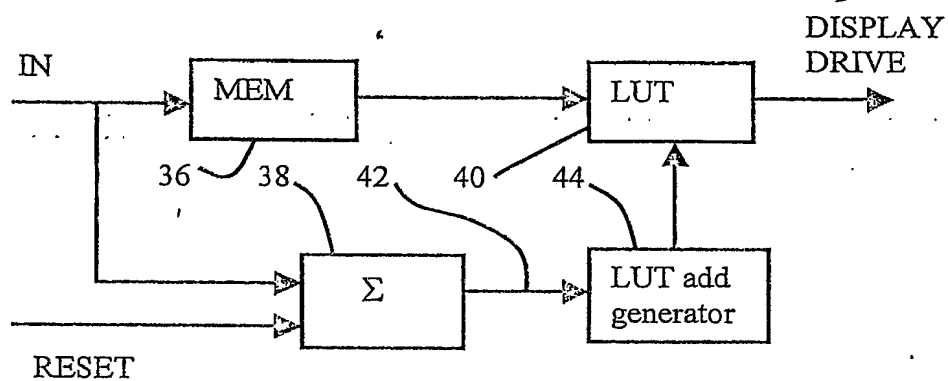 DISPLAY
DRIVE
IN
MEM
LUT
36
38
42
40
44
Σ
LUT add
generator
RESET